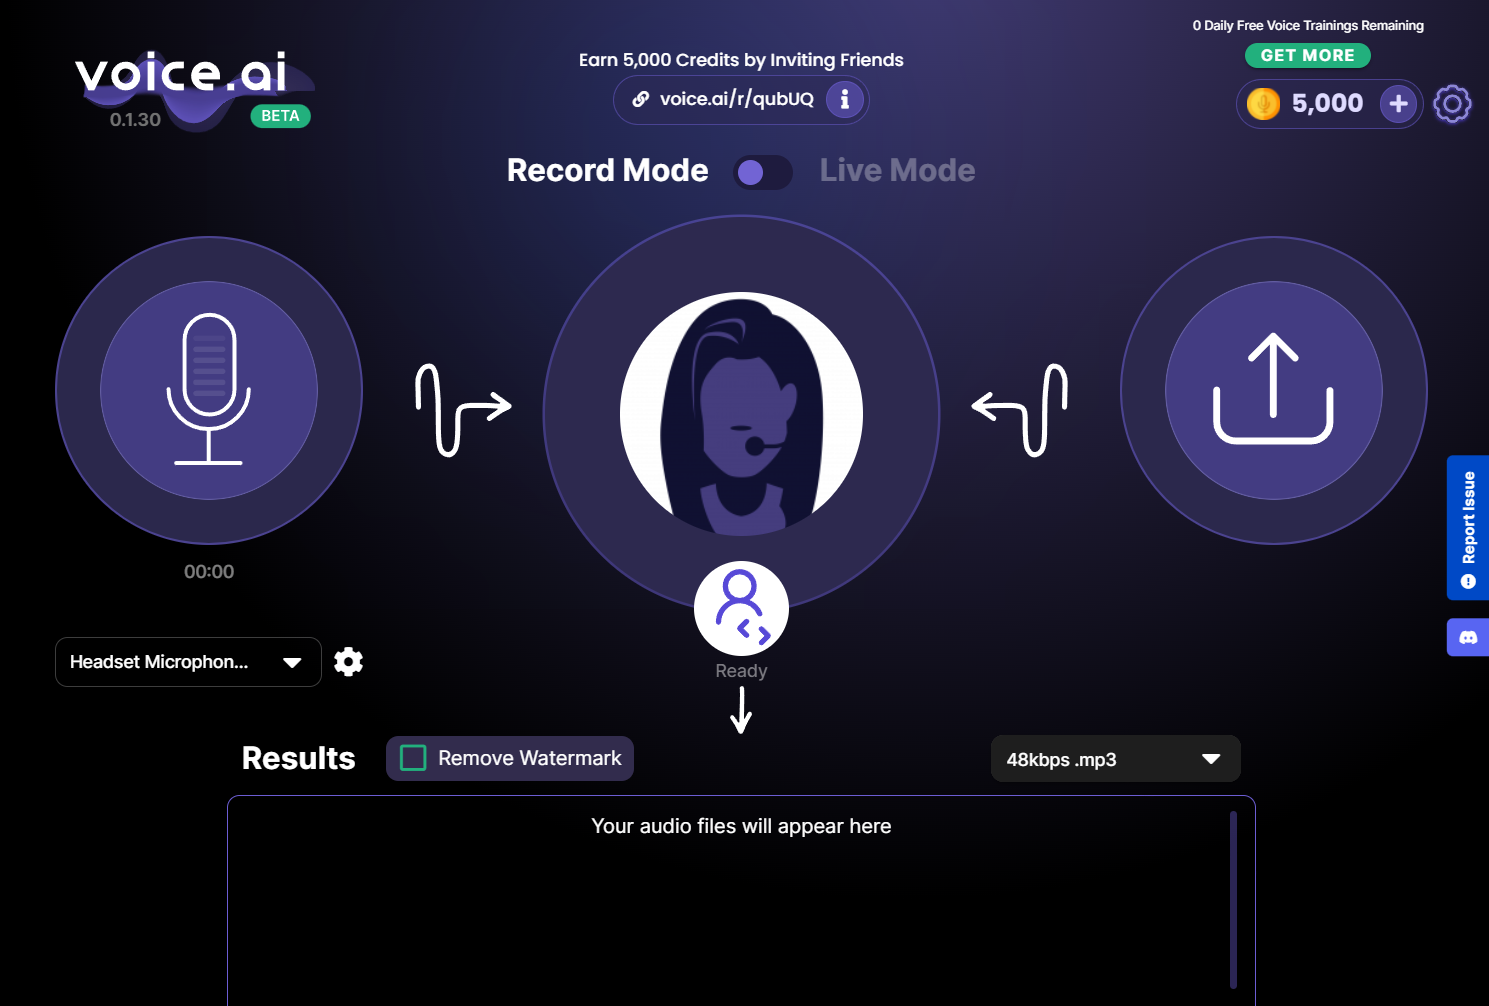 0 Daily Free Voice Trainings Remaining
GET MORE
voice.ai
0.1.30
BETA
Earn 5,000 Credits by Inviting Friends
voice.ai/r/qubUQ
5,000
Record Mode
Live Mode
Report Issue
00:00
Headset Microphon...
Ready
Results
Remove Watermark
48kbps .mp3
Your audio files will appear here